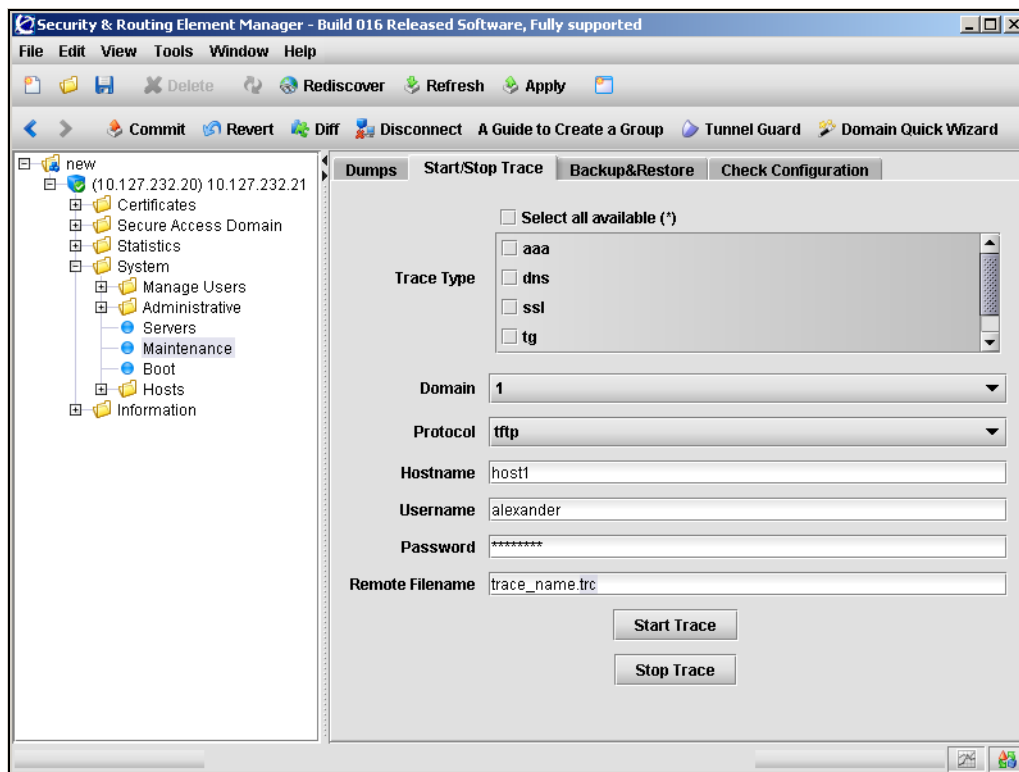 Security & Routing Element Manager - Build 016 Released Software, Fully supported
File Edit View Tools Window Help
Delete Rediscover Refresh Apply
Commit Revert Diff Disconnect A Guide to Create a Group Tunnel Guard Domain Quick Wizard
new
(10.127.232.20) 10.127.232.21
Certificates
Secure Access Domain
Statistics
System
Manage Users
Administrative
Servers
Maintenance
Boot
Hosts
Information
Dumps Start/Stop Trace Backup&Restore Check Configuration
Select all available (*)
Trace Type
aaa
dns
ssl
tg
Domain 1
Protocol tftp
Hostname host1
Username alexander
Password ********
Remote Filename trace_name.trc
Start Trace
Stop Trace